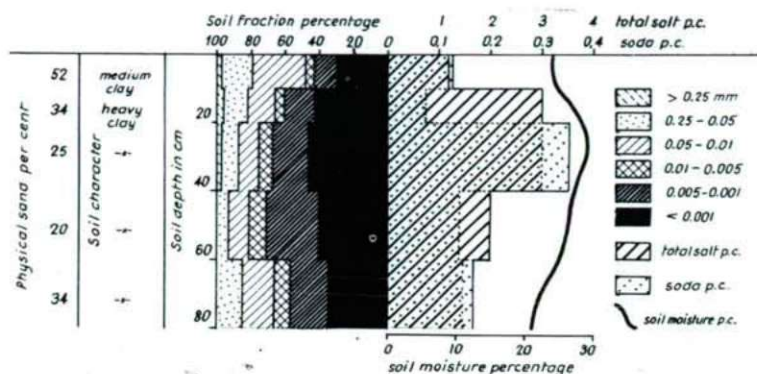 Soil fraction percentage
1 2 3 4 total salt p.c.
100 80 60 40 20 0 0.1 0.2 0.3 0.4 soda p.c.
Physical sand per cent
52
34
25
20
34
Soil character
medium clay
heavy clay
-"-
-"-
-"-
Soil depth in cm
20
40
60
80
> 0.25 mm
0.25 - 0.05
0.05 - 0.01
0.01 - 0.005
0.005-0.001
< 0.001
total salt p.c.
soda p.c.
soil moisture p.c.
0 10 20 30
soil moisture percentage